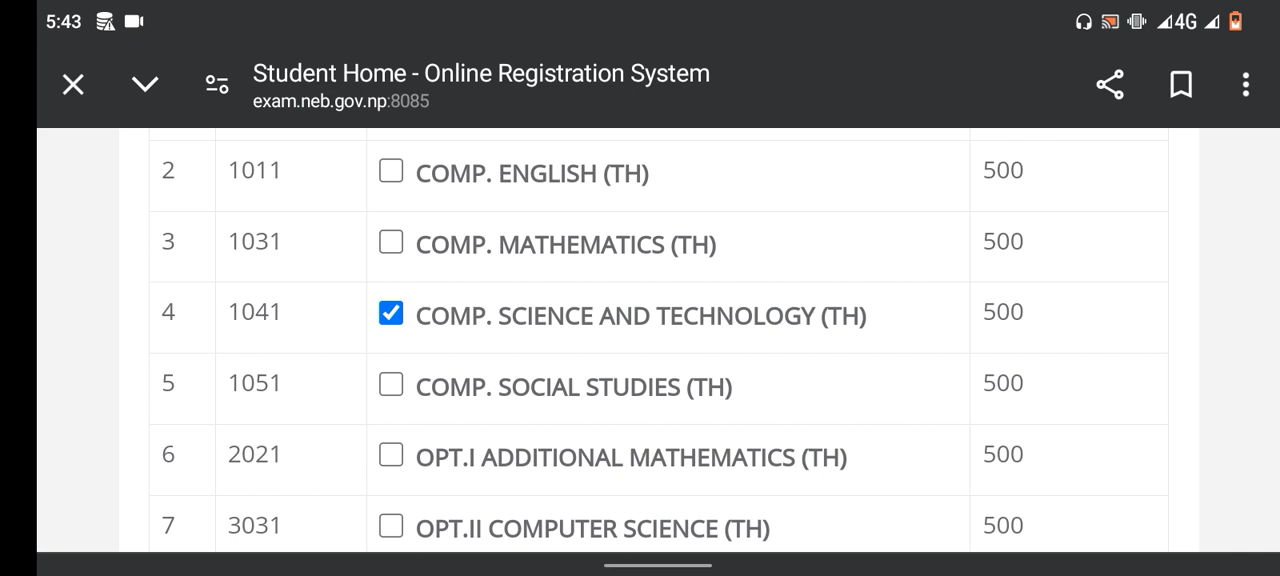 5:43
4G
Student Home - Online Registration System
exam.neb.gov.np:8085
2 1011 COMP. ENGLISH (TH) 500
3 1031 COMP. MATHEMATICS (TH) 500
4 1041 COMP. SCIENCE AND TECHNOLOGY (TH) 500
5 1051 COMP. SOCIAL STUDIES (TH) 500
6 2021 OPT.I ADDITIONAL MATHEMATICS (TH) 500
7 3031 OPT.II COMPUTER SCIENCE (TH) 500